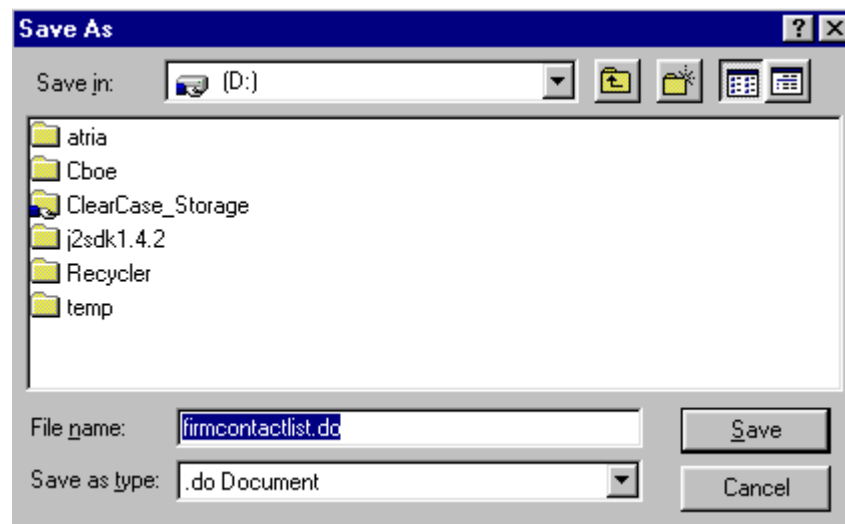 Save As
Save in: (D:)
atria
Cboe
ClearCase_Storage
j2sdk1.4.2
Recycler
temp
File name: firmcontactlist.do Save
Save as type: .do Document Cancel